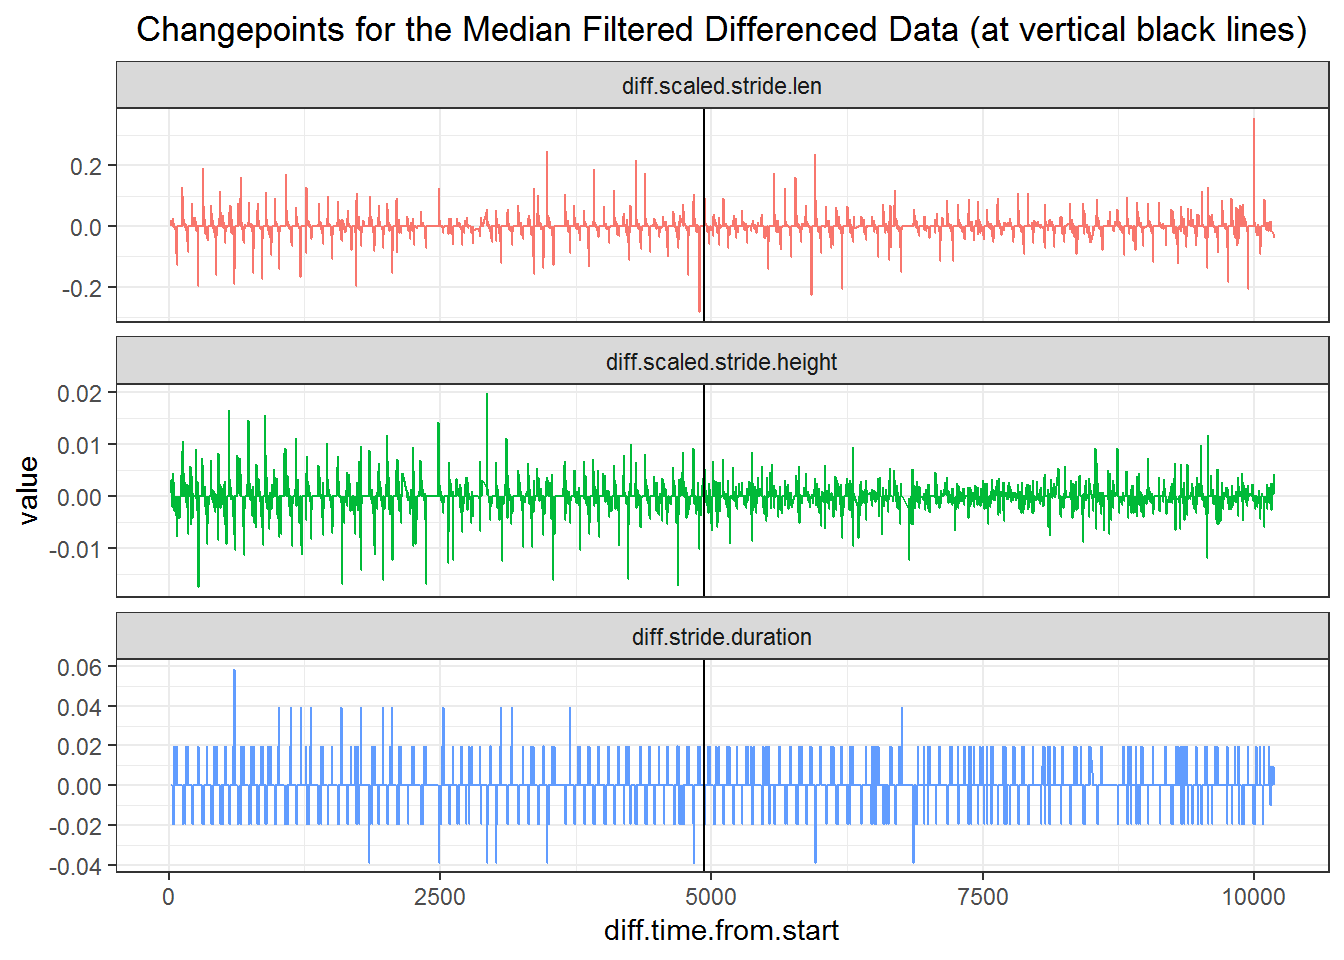 Changepoints for the Median Filtered Differenced Data (at vertical black lines)
diff.scaled.stride.len
0.2
0.0
-0.2
diff.scaled.stride.height
0.02
0.01
0.00
-0.01
value
diff.stride.duration
0.06
0.04
0.02
0.00
-0.02
-0.04
0 2500 5000 7500 10000
diff.time.from.start